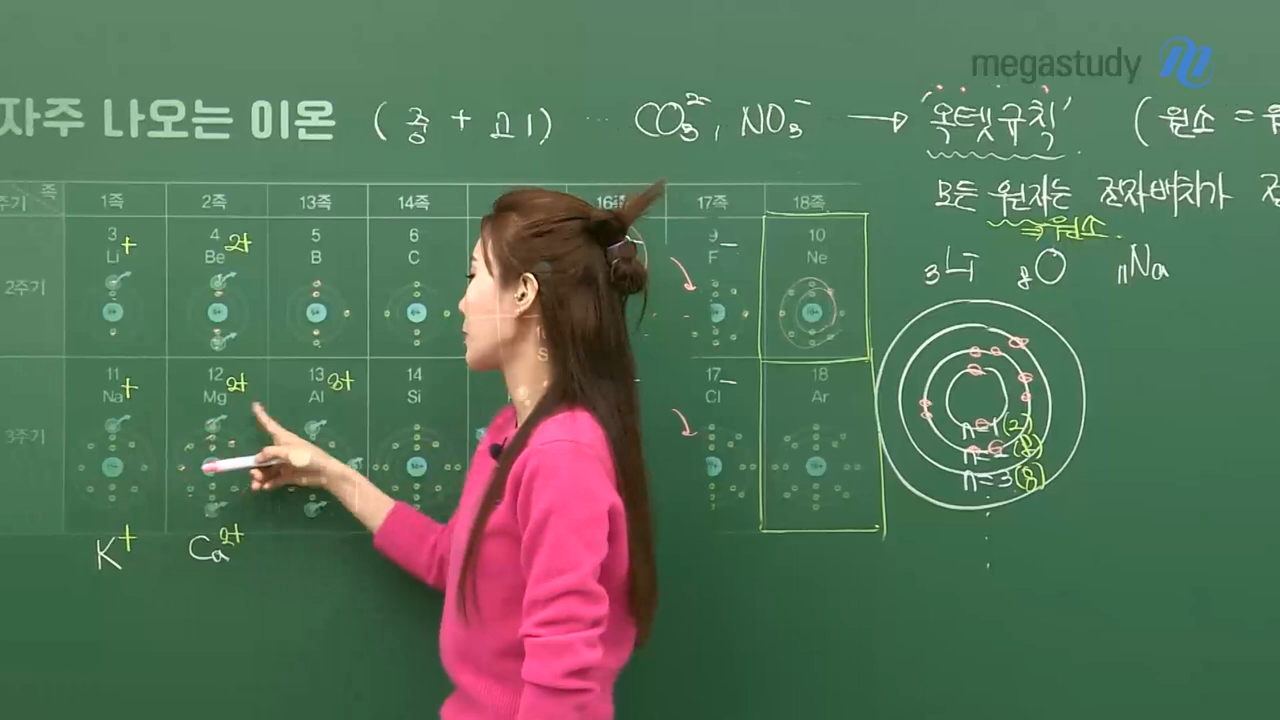 megastudy
자주 나오는 이온 (중 + 고1) ... CO₃²⁻, NO₃⁻ → '옥텟규칙' (원소 =
모든 원자는 전자배치가
⇒ 원소.
족
주기 1족 2족 13족 14족 16족 17족 18족
3 4 5 6 9 10
Li + Be 2+ B C F − Ne
2주기
₃Li ₈O ₁₁Na
11 12 13 14 17 18
Na + Mg 2+ Al 3+ Si S Cl − Ar
3주기
n=1 (2)
n=2 (8)
n=3 (8)
K⁺ Ca²⁺